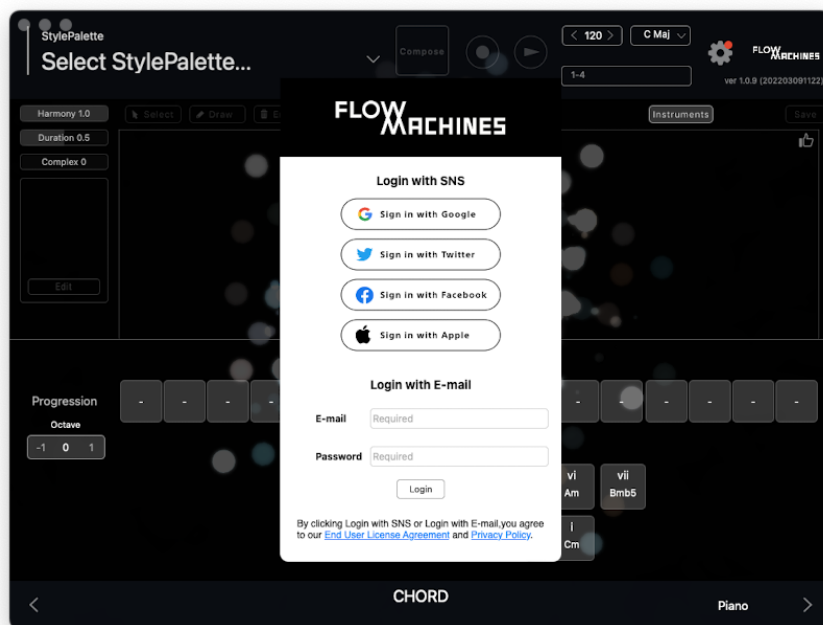 StylePalette
Select StylePalette...
Compose
120
C Maj
1-4
FLOW MACHINES
ver 1.0.9 (202203091122)
Harmony 1.0
Select
Draw
Instruments
Save
Duration 0.5
Complex 0
Edit
FLOW
MACHINES
Login with SNS
Sign in with Google
Sign in with Twitter
Sign in with Facebook
Sign in with Apple
Login with E-mail
Progression
- - - - - - - - - -
Octave
-1 0 1
E-mail Required
Password Required
Login
vi
Am
vii
Bmb5
i
Cm
By clicking Login with SNS or Login with E-mail,you agree
to our End User License Agreement and Privacy Policy.
CHORD
Piano